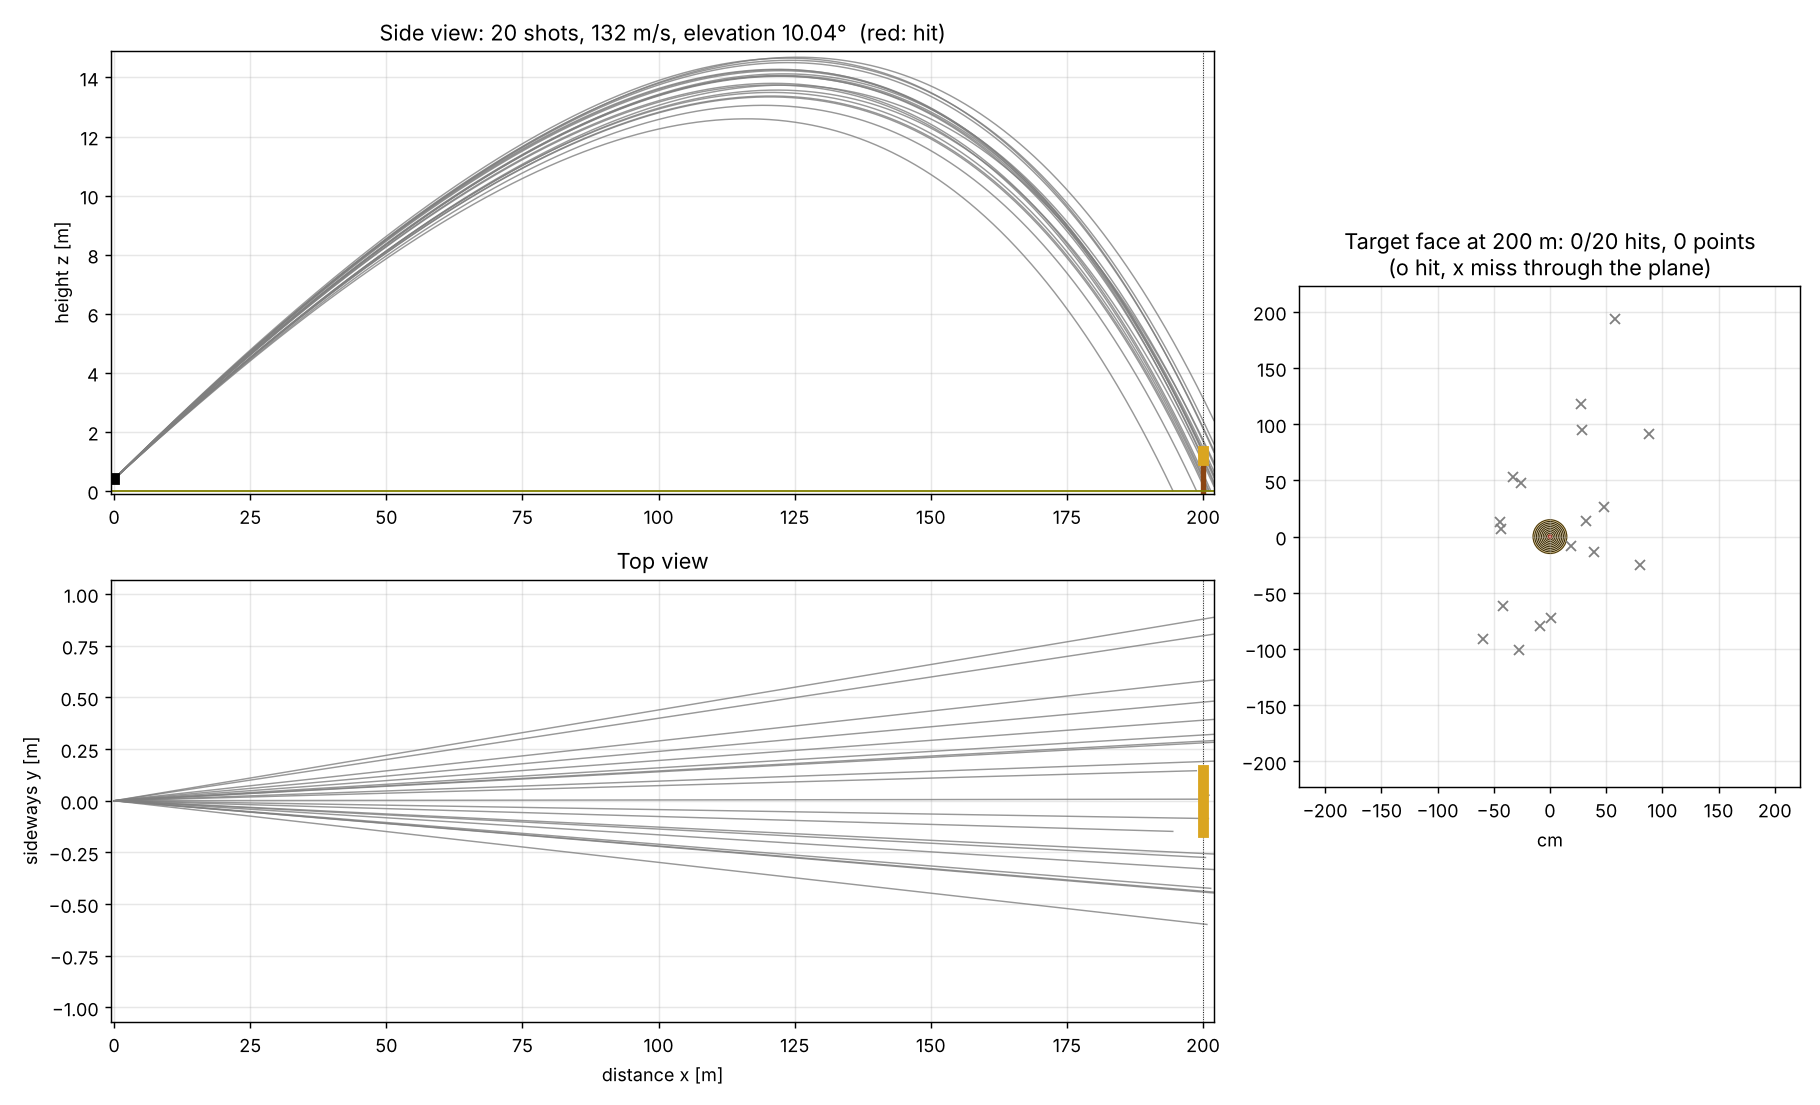 Side view: 20 shots, 132 m/s, elevation 10.04°  (red: hit)
height z [m]
14
12
10
8
6
4
2
0
0 25 50 75 100 125 150 175 200
Top view
sideways y [m]
1.00
0.75
0.50
0.25
0.00
−0.25
−0.50
−0.75
−1.00
0 25 50 75 100 125 150 175 200
distance x [m]
Target face at 200 m: 0/20 hits, 0 points
(o hit, x miss through the plane)
200
150
100
50
0
−50
−100
−150
−200
−200 −150 −100 −50 0 50 100 150 200
cm